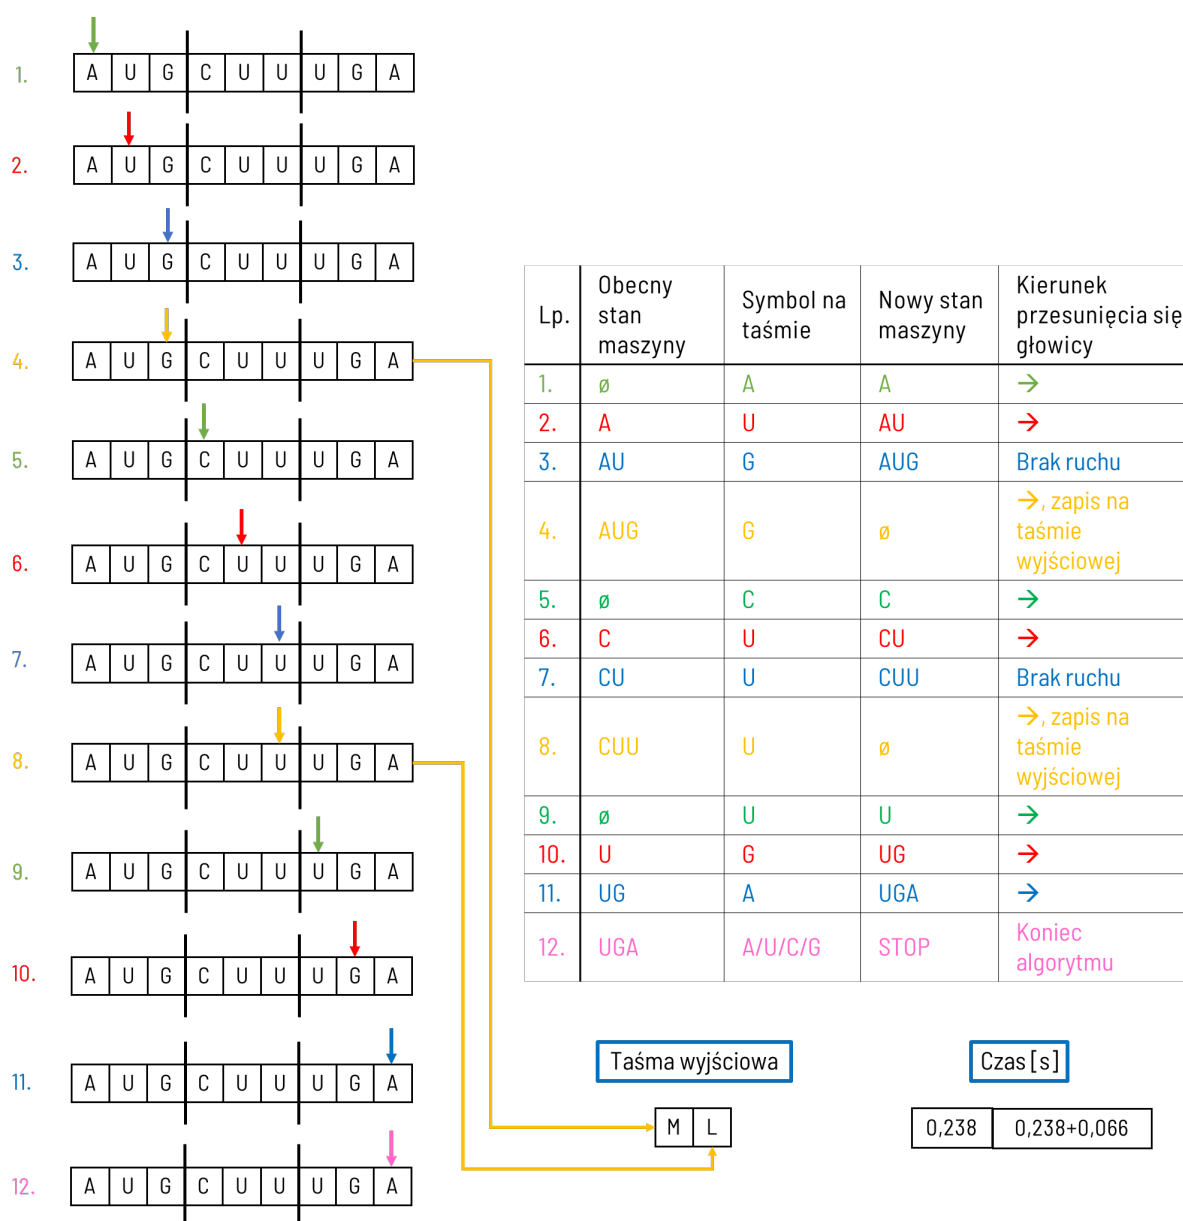 1. A U G C U U U G A
2. A U G C U U U G A
3. A U G C U U U G A
4. A U G C U U U G A
5. A U G C U U U G A
6. A U G C U U U G A
7. A U G C U U U G A
8. A U G C U U U G A
9. A U G C U U U G A
10. A U G C U U U G A
11. A U G C U U U G A
12. A U G C U U U G A
Lp.
Obecny
stan
maszyny
Symbol na
taśmie
Nowy stan
maszyny
Kierunek
przesunięcia się
głowicy
1. ø A A →
2. A U AU →
3. AU G AUG Brak ruchu
4. AUG G ø →, zapis na
taśmie
wyjściowej
5. ø C C →
6. C U CU →
7. CU U CUU Brak ruchu
8. CUU U ø →, zapis na
taśmie
wyjściowej
9. ø U U →
10. U G UG →
11. UG A UGA →
12. UGA A/U/C/G STOP Koniec
algorytmu
Taśma wyjściowa
M L
Czas [s]
0,238 0,238+0,066